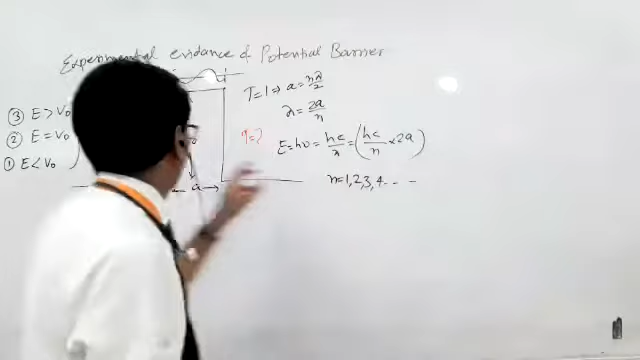 Experimental evidance of Potential Barrier
③ E > V₀
② E = V₀
① E < V₀
a
T=1 ⇒ a = nλ/2
λ = 2a/n
E = hυ = hc/λ = (hc/n × 2a)
n=1,2,3,4 - - -